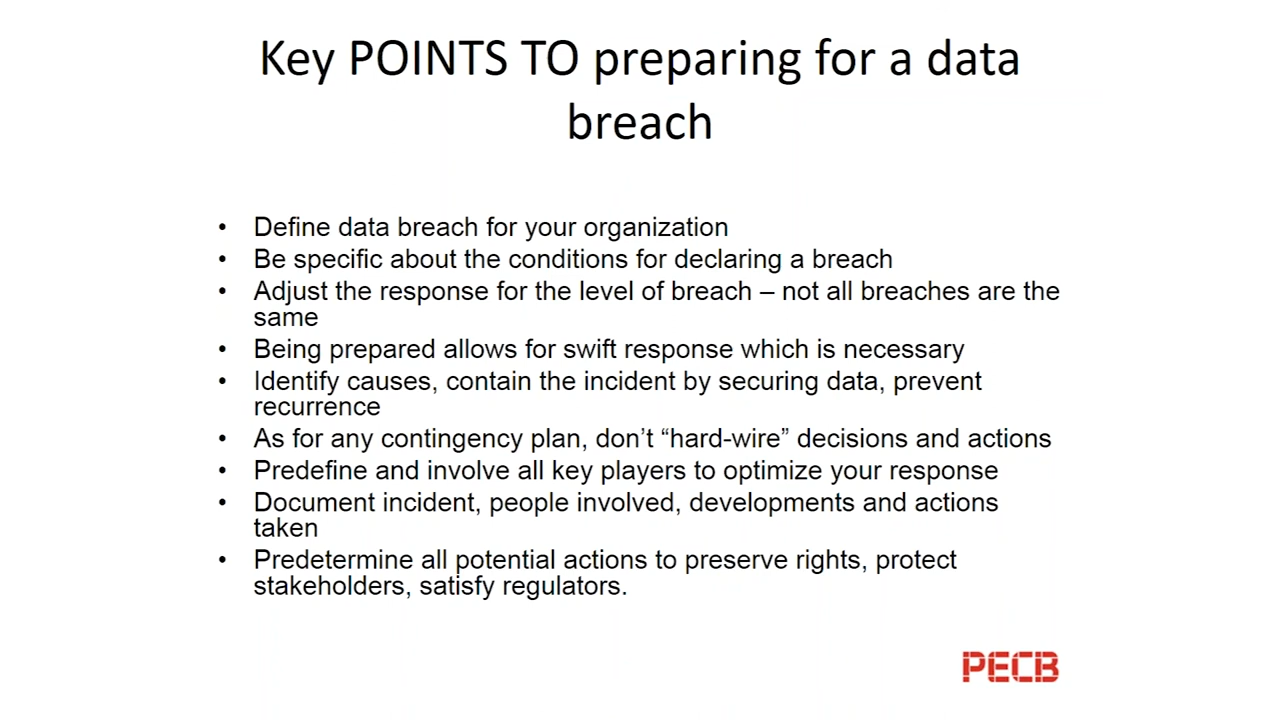 Key POINTS TO preparing for a data
breach
• Define data breach for your organization
• Be specific about the conditions for declaring a breach
• Adjust the response for the level of breach – not all breaches are the
same
• Being prepared allows for swift response which is necessary
• Identify causes, contain the incident by securing data, prevent
recurrence
• As for any contingency plan, don’t “hard-wire” decisions and actions
• Predefine and involve all key players to optimize your response
• Document incident, people involved, developments and actions
taken
• Predetermine all potential actions to preserve rights, protect
stakeholders, satisfy regulators.
PECB